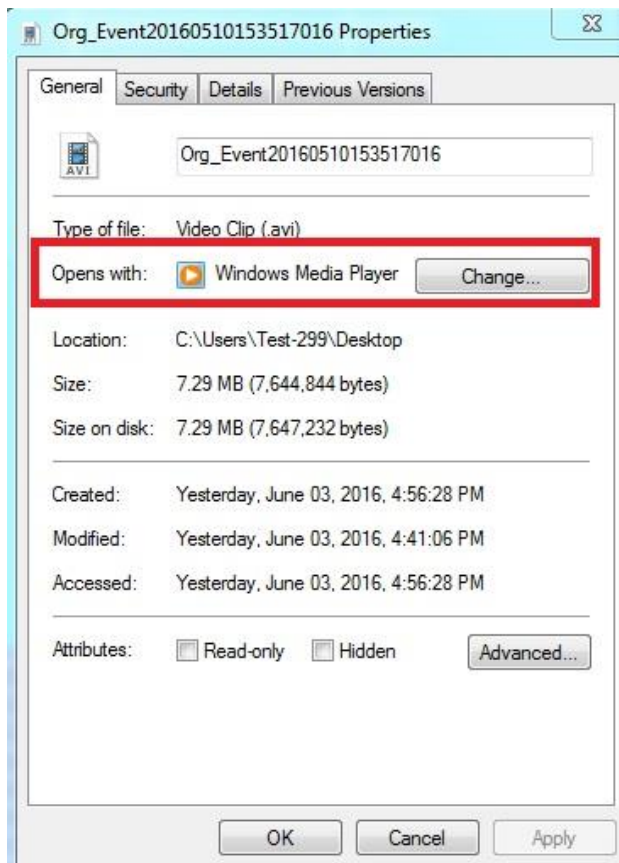 Org_Event20160510153517016 Properties
General Security Details Previous Versions
AVI
Org_Event20160510153517016
Type of file: Video Clip (.avi)
Opens with: Windows Media Player Change...
Location: C:\Users\Test-299\Desktop
Size: 7.29 MB (7,644,844 bytes)
Size on disk: 7.29 MB (7,647,232 bytes)
Created: Yesterday, June 03, 2016, 4:56:28 PM
Modified: Yesterday, June 03, 2016, 4:41:06 PM
Accessed: Yesterday, June 03, 2016, 4:56:28 PM
Attributes: Read-only Hidden Advanced...
OK Cancel Apply